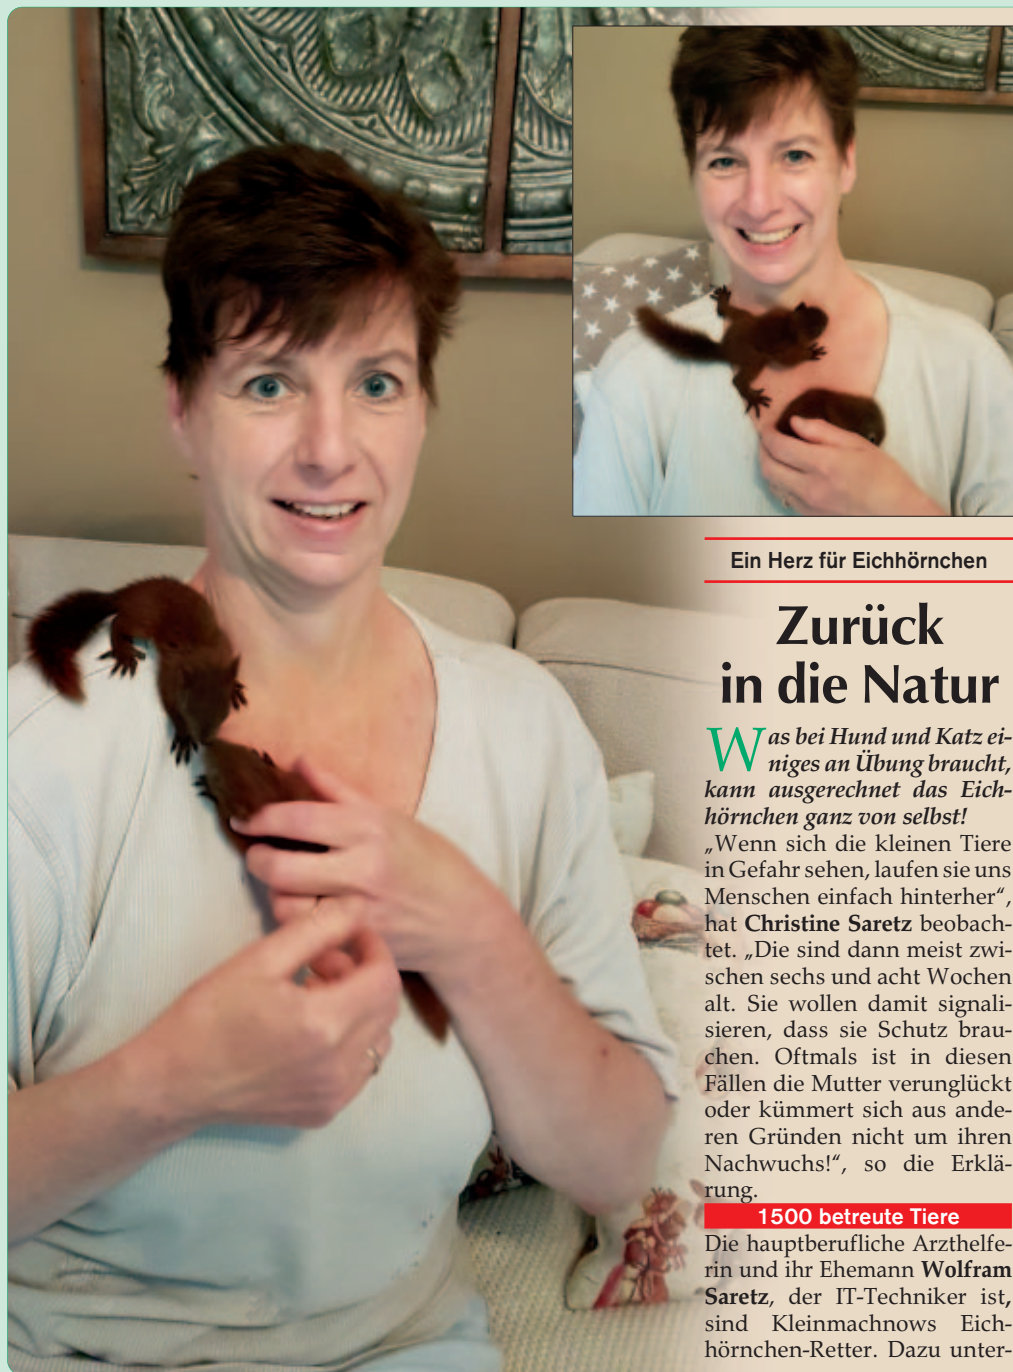 Ein Herz für Eichhörnchen
Zurück
in die Natur
Was bei Hund und Katz ei-
niges an Übung braucht,
kann ausgerechnet das Eich-
hörnchen ganz von selbst!
„Wenn sich die kleinen Tiere
in Gefahr sehen, laufen sie uns
Menschen einfach hinterher“,
hat Christine Saretz beobach-
tet. „Die sind dann meist zwi-
schen sechs und acht Wochen
alt. Sie wollen damit signali-
sieren, dass sie Schutz brau-
chen. Oftmals ist in diesen
Fällen die Mutter verunglückt
oder kümmert sich aus ande-
ren Gründen nicht um ihren
Nachwuchs!“, so die Erklä-
rung.
1500 betreute Tiere
Die hauptberufliche Arzthelfe-
rin und ihr Ehemann Wolfram
Saretz, der IT-Techniker ist,
sind Kleinmachnows Eich-
hörnchen-Retter. Dazu unter-